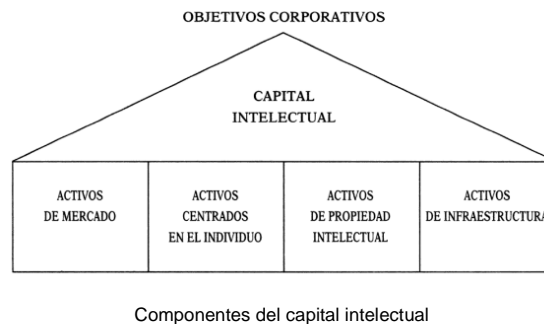 OBJETIVOS CORPORATIVOS
CAPITAL
INTELECTUAL
ACTIVOS
DE MERCADO
ACTIVOS
CENTRADOS
EN EL INDIVIDUO
ACTIVOS
DE PROPIEDAD
INTELECTUAL
ACTIVOS
DE INFRAESTRUCTURA
Componentes del capital intelectual